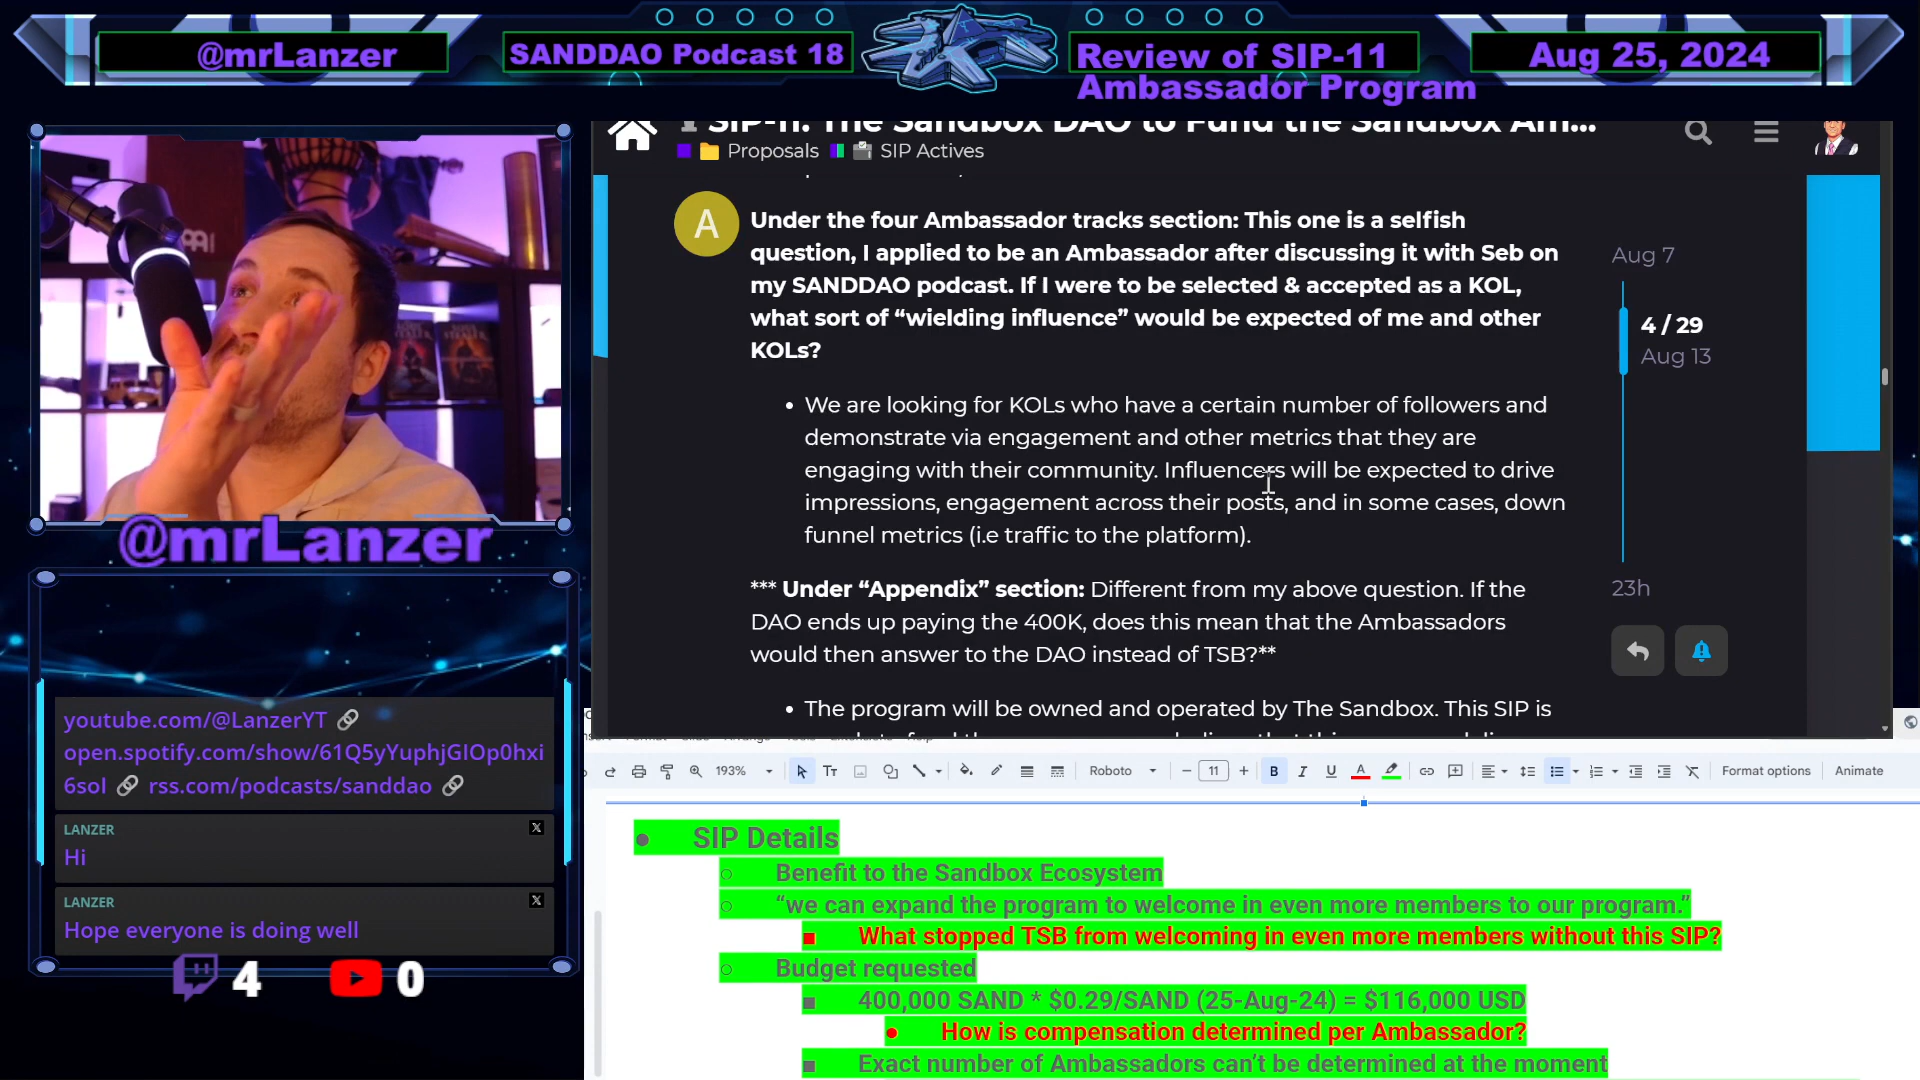 @mrLanzer
SANDDAO Podcast 18
Review of SIP-11
Ambassador Program
Aug 25, 2024
SIP-11: The Sandbox DAO to Fund the Sandbox Am...
Proposals
SIP Actives
A
Under the four Ambassador tracks section: This one is a selfish
question, I applied to be an Ambassador after discussing it with Seb on
my SANDDAO podcast. If I were to be selected & accepted as a KOL,
what sort of “wielding influence” would be expected of me and other
KOLs?
• We are looking for KOLs who have a certain number of followers and
demonstrate via engagement and other metrics that they are
engaging with their community. Influencers will be expected to drive
impressions, engagement across their posts, and in some cases, down
funnel metrics (i.e traffic to the platform).
*** Under “Appendix” section: Different from my above question. If the
DAO ends up paying the 400K, does this mean that the Ambassadors
would then answer to the DAO instead of TSB?**
• The program will be owned and operated by The Sandbox. This SIP is
Aug 7
4 / 29
Aug 13
23h
@mrLanzer
youtube.com/@LanzerYT
open.spotify.com/show/61Q5yYuphjGIOp0hxi
6sol rss.com/podcasts/sanddao
LANZER
Hi
LANZER
Hope everyone is doing well
4
0
193%
Roboto
11
Format options
Animate
● SIP Details
○ Benefit to the Sandbox Ecosystem
○ “we can expand the program to welcome in even more members to our program.”
■ What stopped TSB from welcoming in even more members without this SIP?
○ Budget requested
■ 400,000 SAND * $0.29/SAND (25-Aug-24) = $116,000 USD
● How is compensation determined per Ambassador?
■ Exact number of Ambassadors can’t be determined at the moment